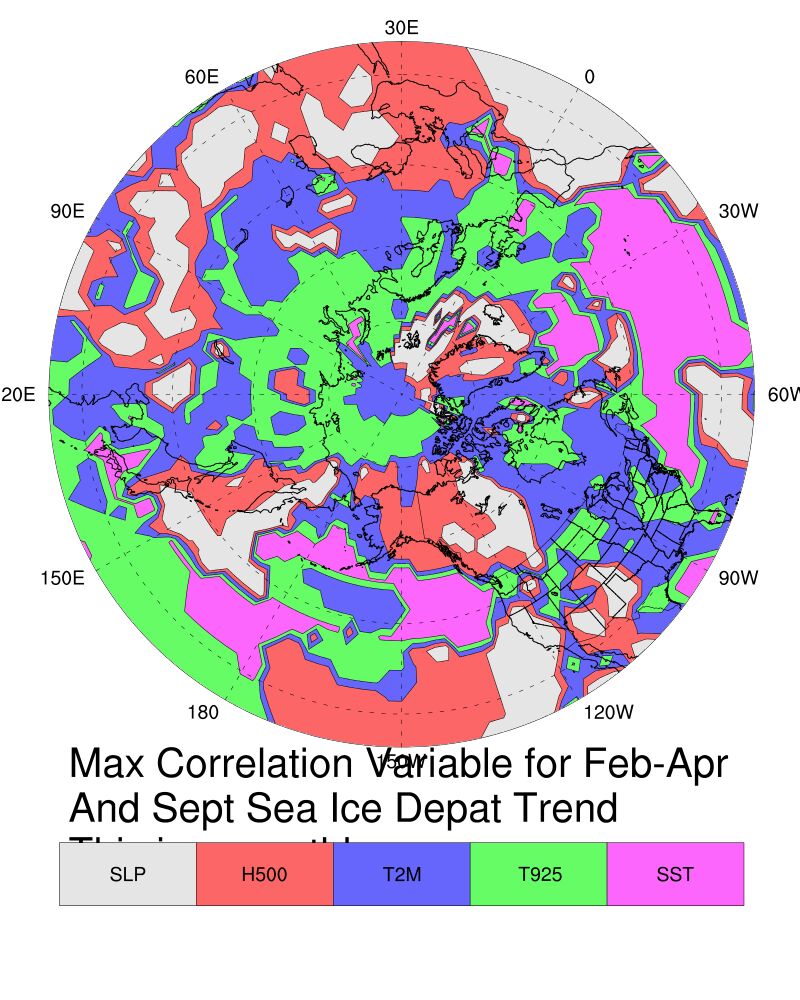 30E
60E
0
90E
30W
20E
60W
150E
90W
180
120W
150W
Max Correlation Variable for Feb-Apr
And Sept Sea Ice Depat Trend
SLP H500 T2M T925 SST